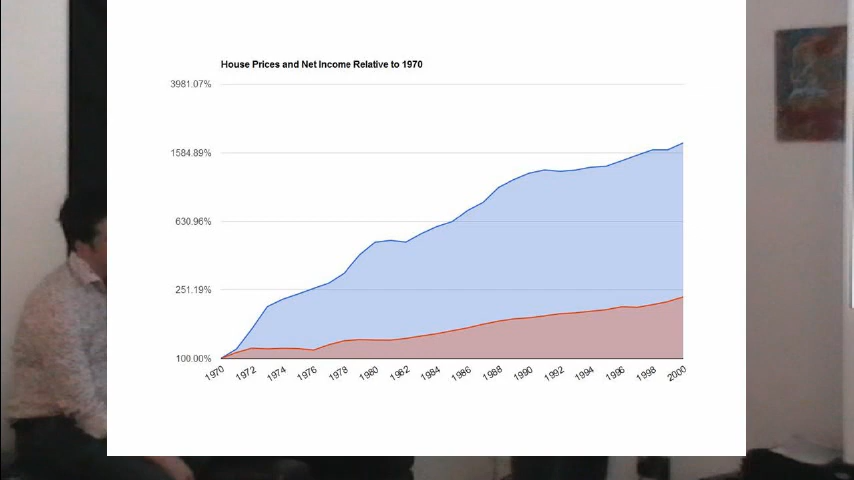 House Prices and Net Income Relative to 1970
3981.07%
1584.89%
630.96%
251.19%
100.00%
1970 1972 1974 1976 1978 1980 1982 1984 1986 1988 1990 1992 1994 1996 1998 2000